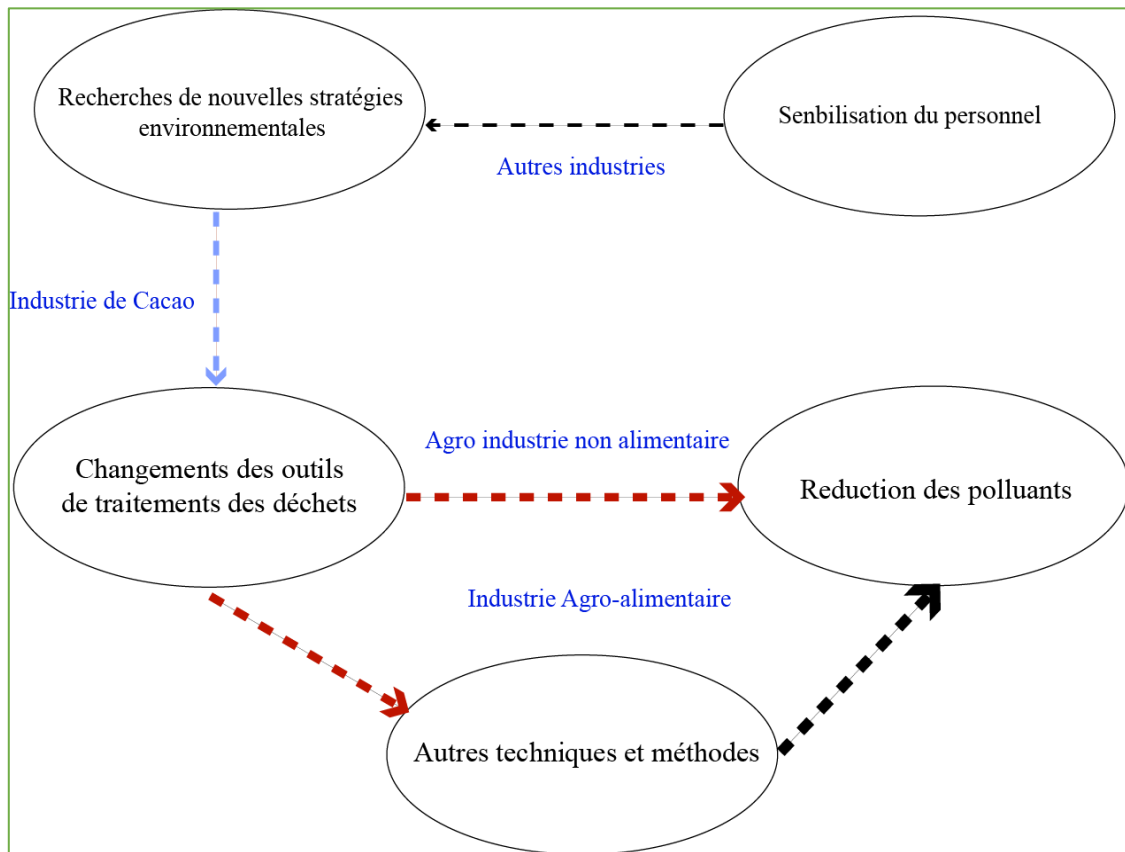 Recherches de nouvelles stratégies
environnementales
Senbilisation du personnel
Autres industries
Industrie de Cacao
Agro industrie non alimentaire
Changements des outils
de traitements des déchets
Reduction des polluants
Industrie Agro-alimentaire
Autres techniques et méthodes